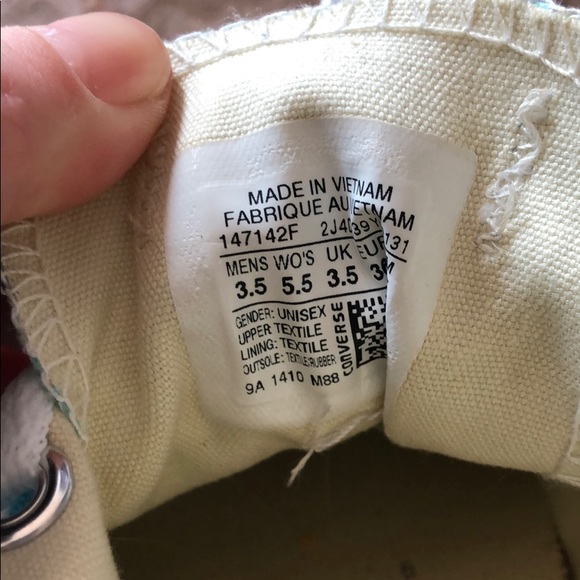 MADE IN VIETNAM
FABRIQUE AU VIETNAM
147142F
MENS WO'S UK EUR
3.5 5.5 3.5
GENDER: UNISEX
UPPER: TEXTILE
LINING: TEXTILE
OUTSOLE: TEXTILE/RUBBER
9A 1410 M88
CONVERSE